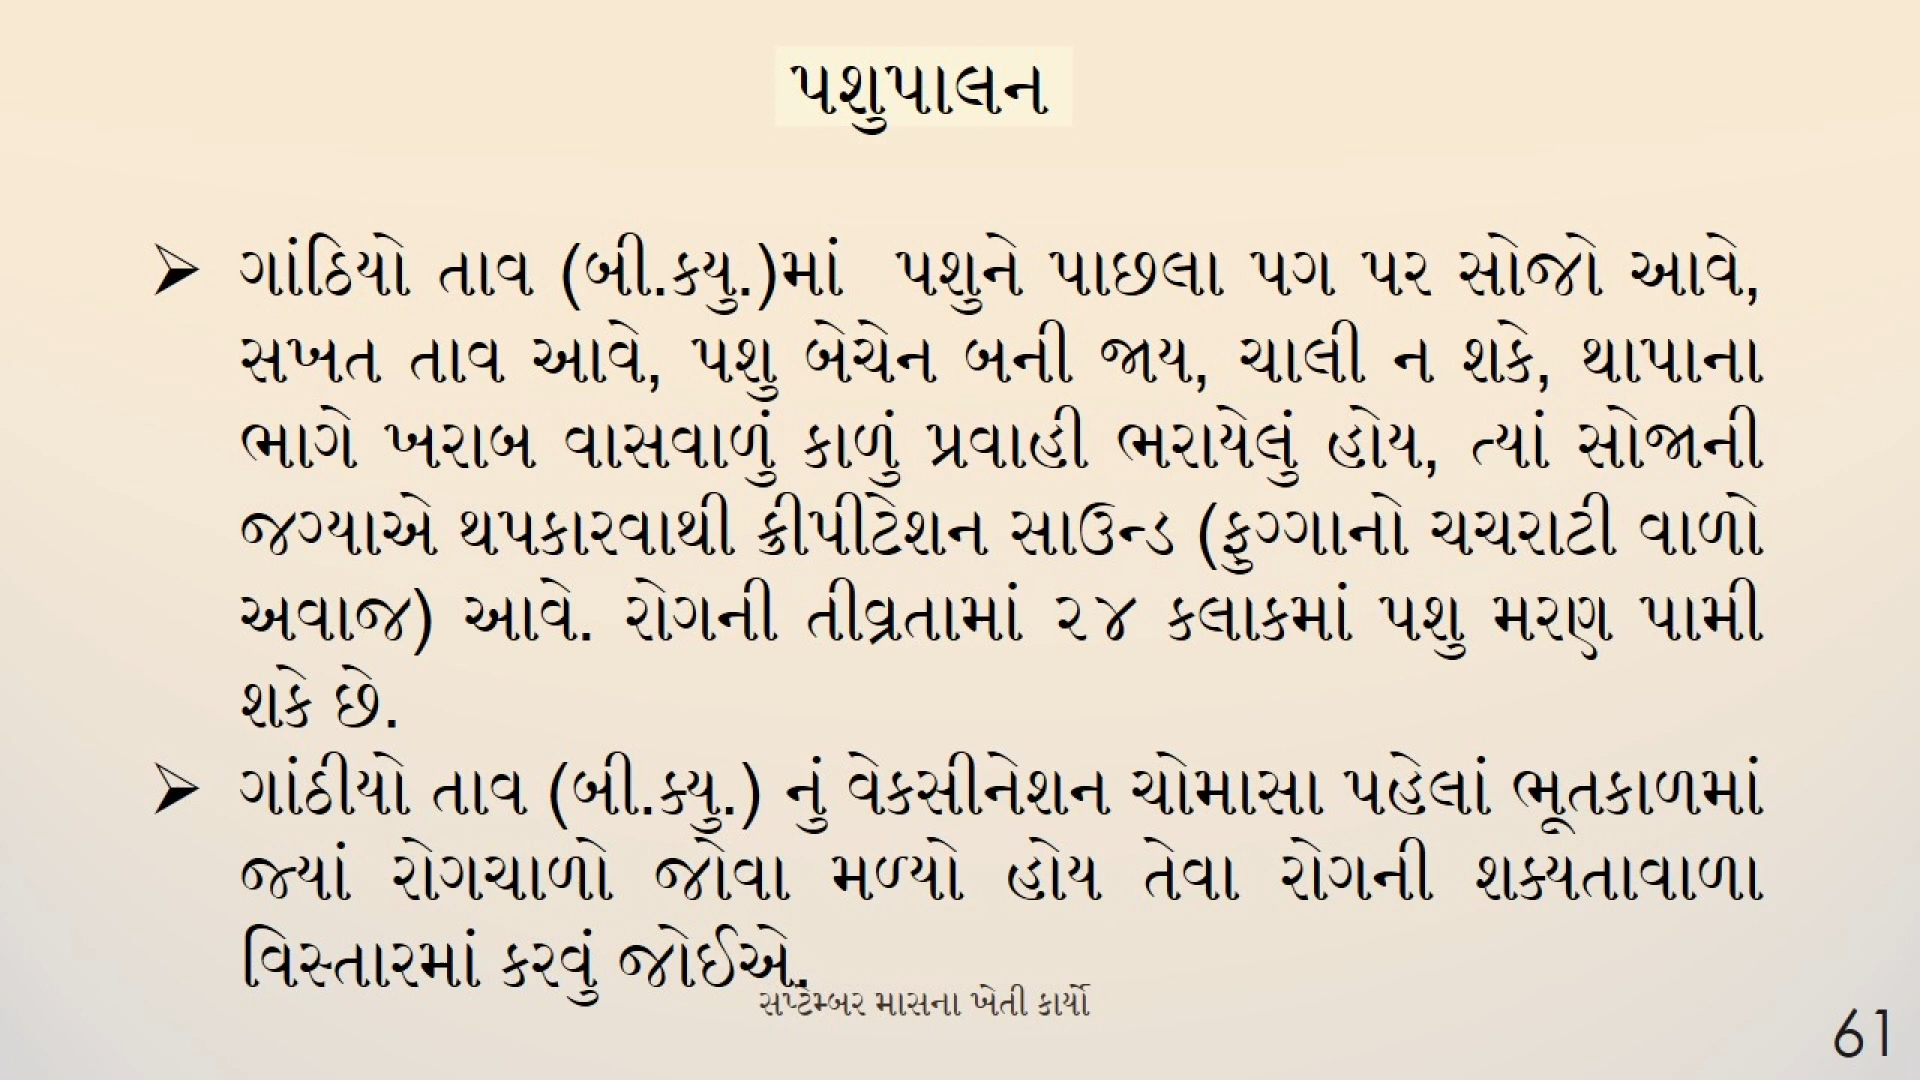 પશુપાલન
➢ ગાંઠિયો તાવ (બી.કયુ.)માં પશુને પાછલા પગ પર સોજો આવે,
સખત તાવ આવે, પશુ બેચેન બની જાય, ચાલી ન શકે, થાપાના
ભાગે ખરાબ વાસવાળું કાળું પ્રવાહી ભરાયેલું હોય, ત્યાં સોજાની
જગ્યાએ થપકારવાથી ક્રીપીટેશન સાઉન્ડ (ફુગ્ગાનો ચચરાટી વાળો
અવાજ) આવે. રોગની તીવ્રતામાં ૨૪ કલાકમાં પશુ મરણ પામી
શકે છે.
➢ ગાંઠીયો તાવ (બી.ક્યુ.) નું વેકસીનેશન ચોમાસા પહેલાં ભૂતકાળમાં
જ્યાં રોગચાળો જોવા મળ્યો હોય તેવા રોગની શક્યતાવાળા
વિસ્તારમાં કરવું જોઈએ.
સપ્ટેમ્બર માસના ખેતી કાર્યો
61